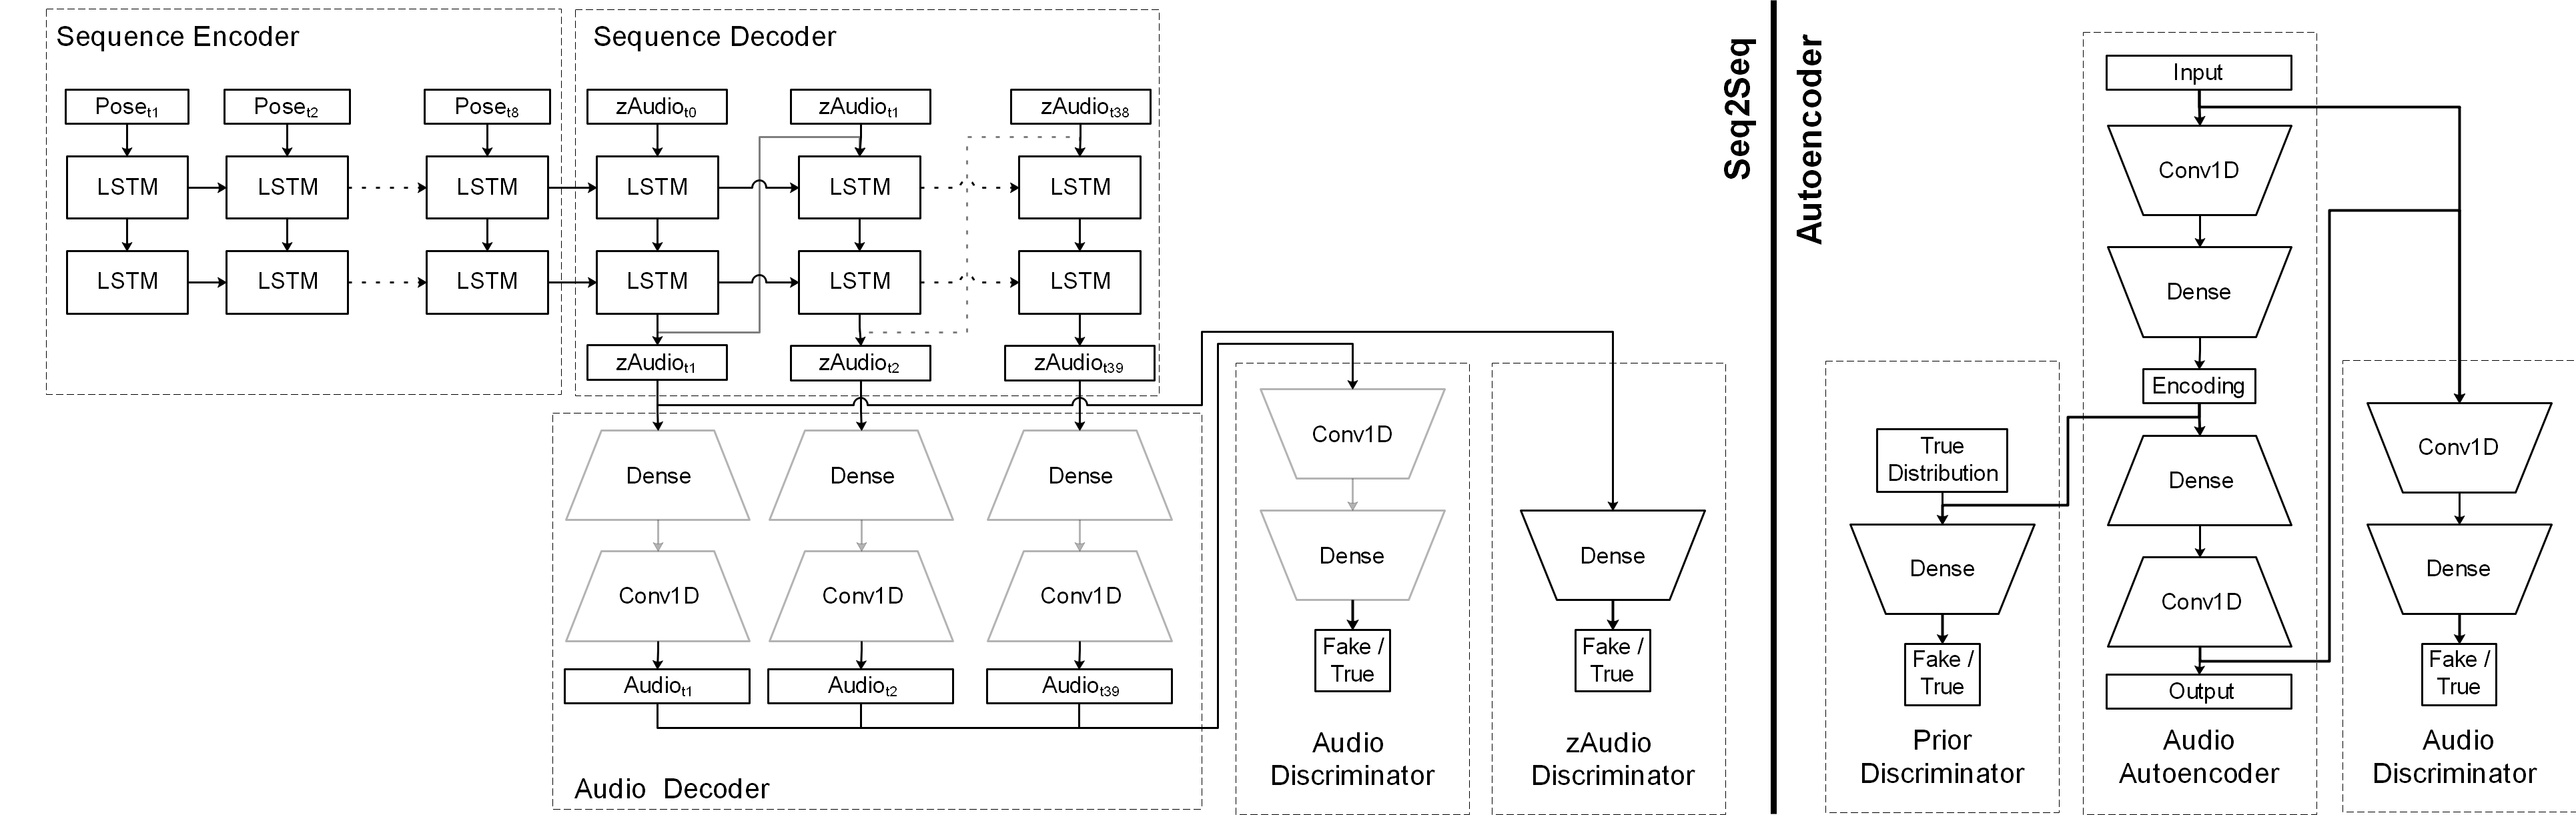 Sequence Encoder
Pose t1
Pose t2
Pose t8
LSTM
LSTM
LSTM
LSTM
LSTM
LSTM
Sequence Decoder
zAudio t0
zAudio t1
zAudio t38
LSTM
LSTM
LSTM
LSTM
LSTM
LSTM
zAudio t1
zAudio t2
zAudio t39
Dense
Dense
Dense
Conv1D
Conv1D
Conv1D
Audio t1
Audio t2
Audio t39
Audio Decoder
Conv1D
Dense
Fake /
True
Audio
Discriminator
Dense
Fake /
True
zAudio
Discriminator
Seq2Seq
Autoencoder
True
Distribution
Dense
Fake /
True
Prior
Discriminator
Input
Conv1D
Dense
Encoding
Dense
Conv1D
Output
Audio
Autoencoder
Conv1D
Dense
Fake /
True
Audio
Discriminator